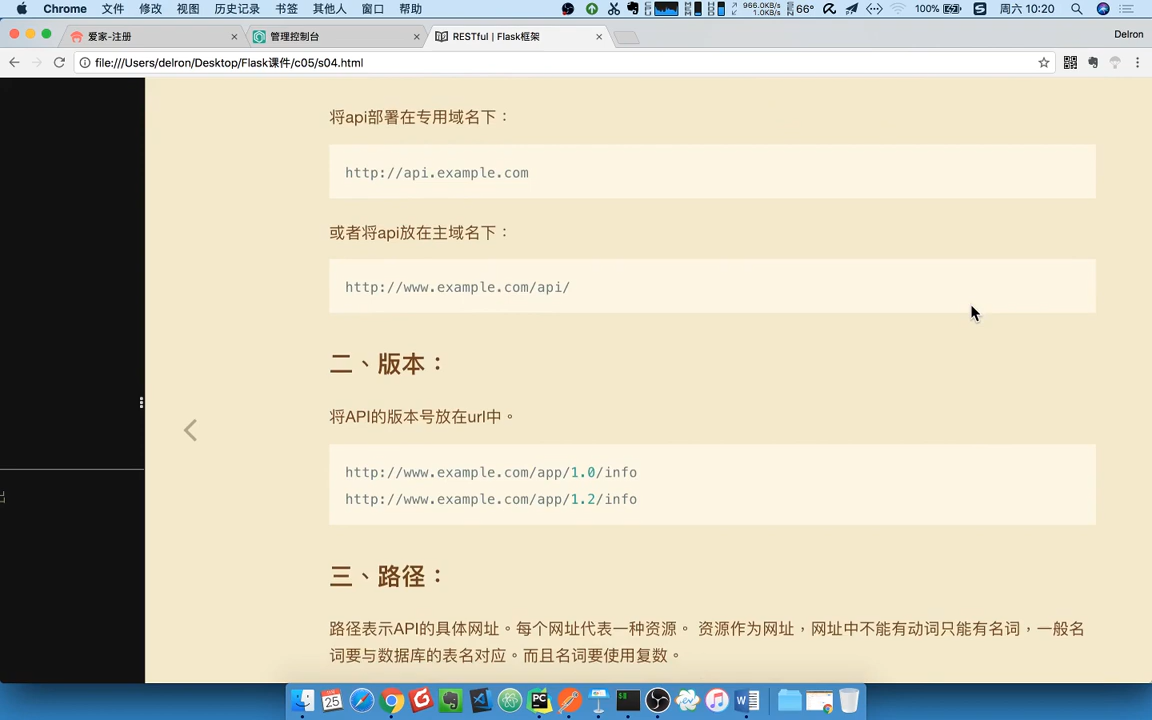 Chrome 文件 修改 视图 历史记录 书签 其他人 窗口 帮助 966.0KB/s 1.0KB/s 66° 100% 周六 10:20
爱家-注册 管理控制台 RESTful | Flask框架 Delron
file:///Users/delron/Desktop/Flask课件/c05/s04.html
将api部署在专用域名下：
http://api.example.com
或者将api放在主域名下：
http://www.example.com/api/
二、版本：
将API的版本号放在url中。
http://www.example.com/app/1.0/info
http://www.example.com/app/1.2/info
三、路径：
路径表示API的具体网址。每个网址代表一种资源。 资源作为网址，网址中不能有动词只能有名词，一般名
词要与数据库的表名对应。而且名词要使用复数。
25 PC